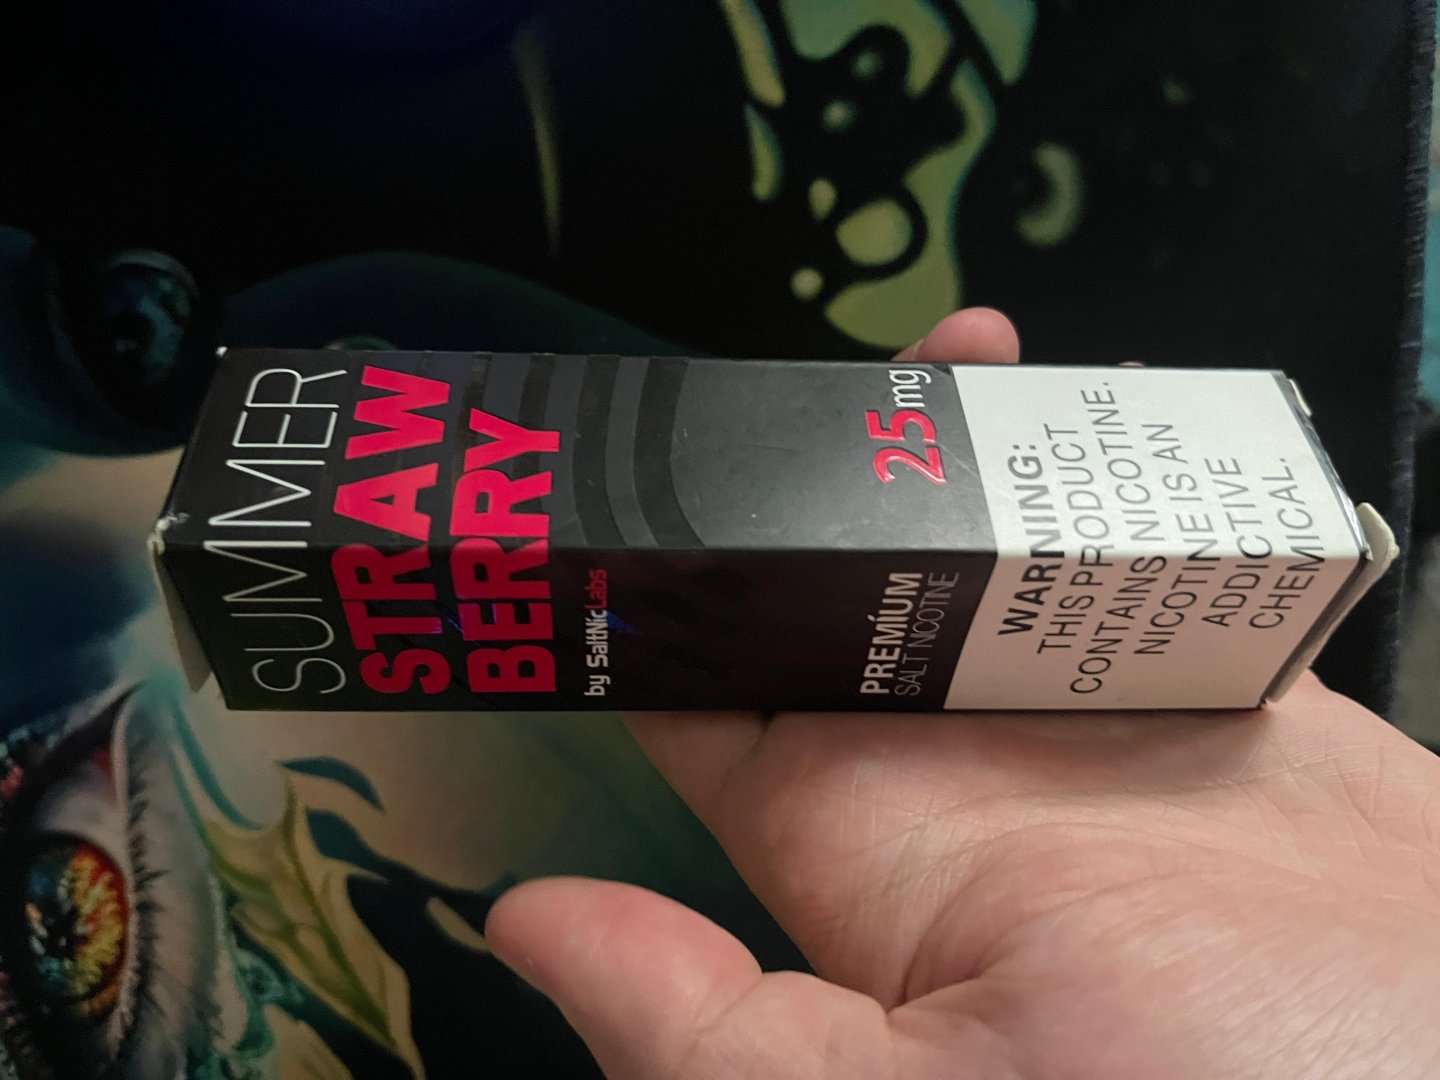 SUMMER
STRAW
BERRY
by SaltNicLabs
25mg
PREMIUM
SALT NICOTINE
WARNING:
THIS PRODUCT
CONTAINS NICOTINE.
NICOTINE IS AN
ADDICTIVE
CHEMICAL.